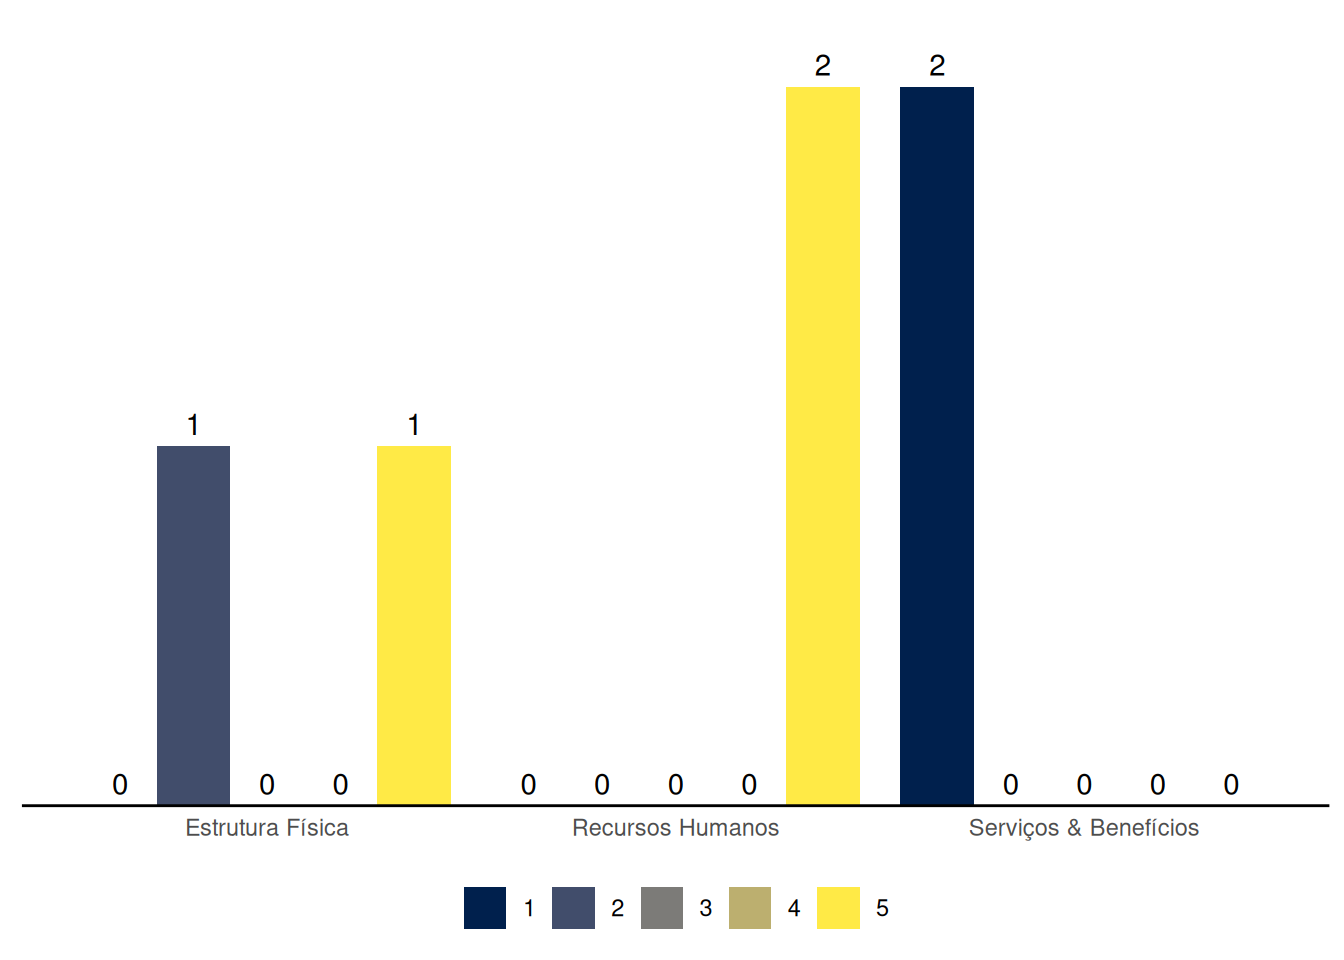 2 2
1 1
0 0 0 0 0 0 0 0 0 0 0
Estrutura Física Recursos Humanos Serviços & Benefícios
1 2 3 4 5